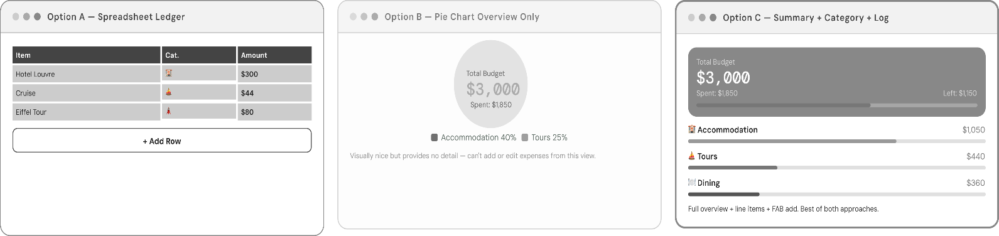 Option A — Spreadsheet Ledger
Item Cat. Amount
Hotel Louvre $300
Cruise $44
Eiffel Tour $80
+ Add Row
Option B — Pie Chart Overview Only
Total Budget
$3,000
Spent: $1,850
Accommodation 40% Tours 25%
Visually nice but provides no detail — can't add or edit expenses from this view.
Option C — Summary + Category + Log
Total Budget
$3,000
Spent: $1,850 Left: $1,150
Accommodation $1,050
Tours $440
Dining $360
Full overview + line items + FAB add. Best of both approaches.